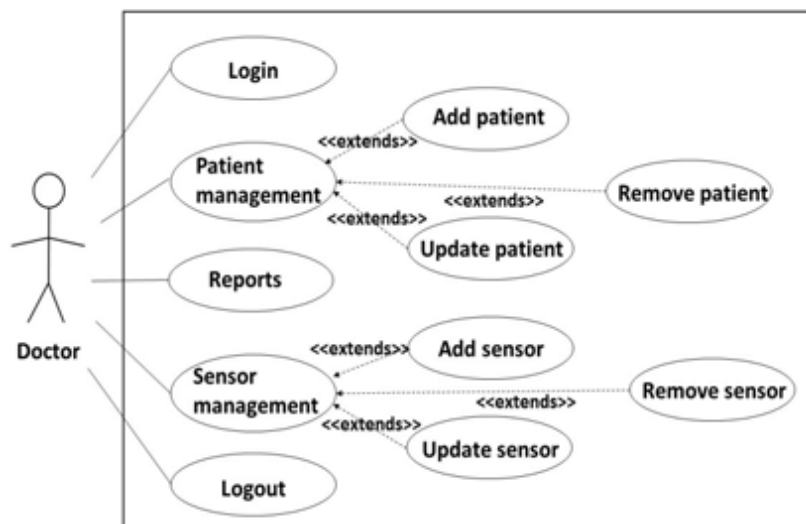 Login
Add patient
<<extends>>
Patient
management
<<extends>>
Remove patient
<<extends>>
Update patient
Reports
Doctor
Add sensor
<<extends>>
Sensor
management
<<extends>>
Remove sensor
<<extends>>
Update sensor
Logout